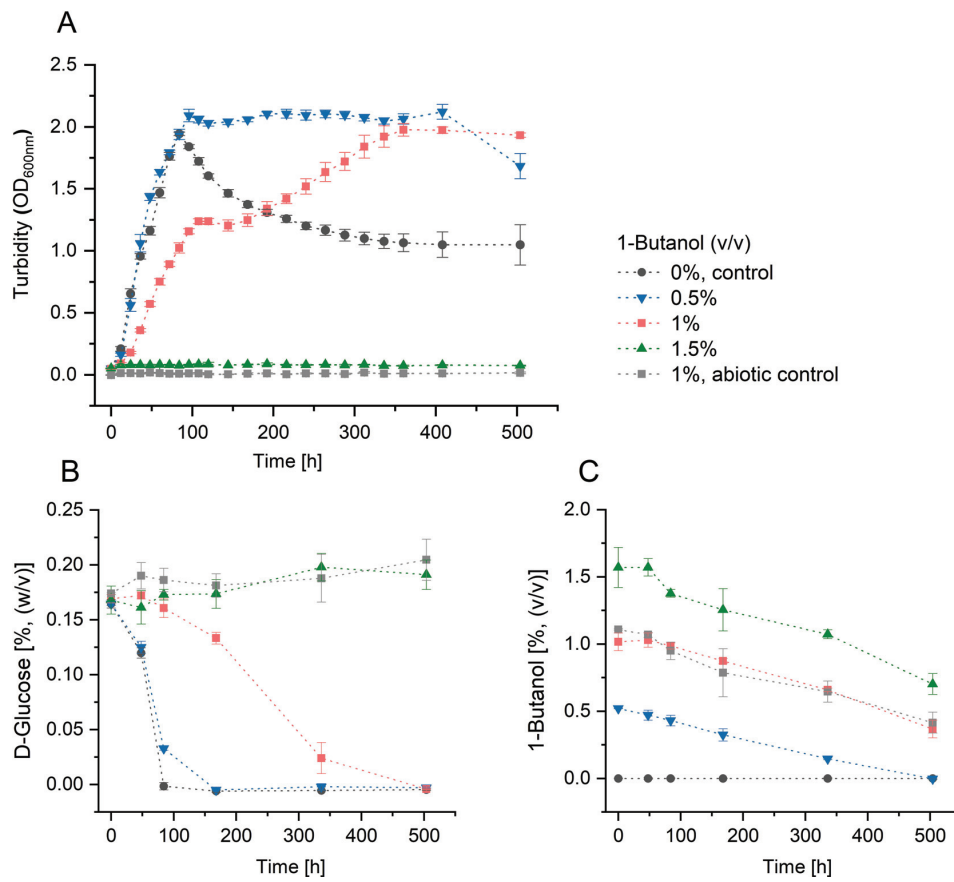 A
2.5
2.0
1.5
1.0
0.5
0.0
Turbidity (OD600nm)
0 100 200 300 400 500
Time [h]
1-Butanol (v/v)
0%, control
0.5%
1%
1.5%
1%, abiotic control
B
0.25
0.20
0.15
0.10
0.05
0.00
D-Glucose [%, (w/v)]
0 100 200 300 400 500
Time [h]
C
2.0
1.5
1.0
0.5
0.0
1-Butanol [%, (v/v)]
0 100 200 300 400 500
Time [h]